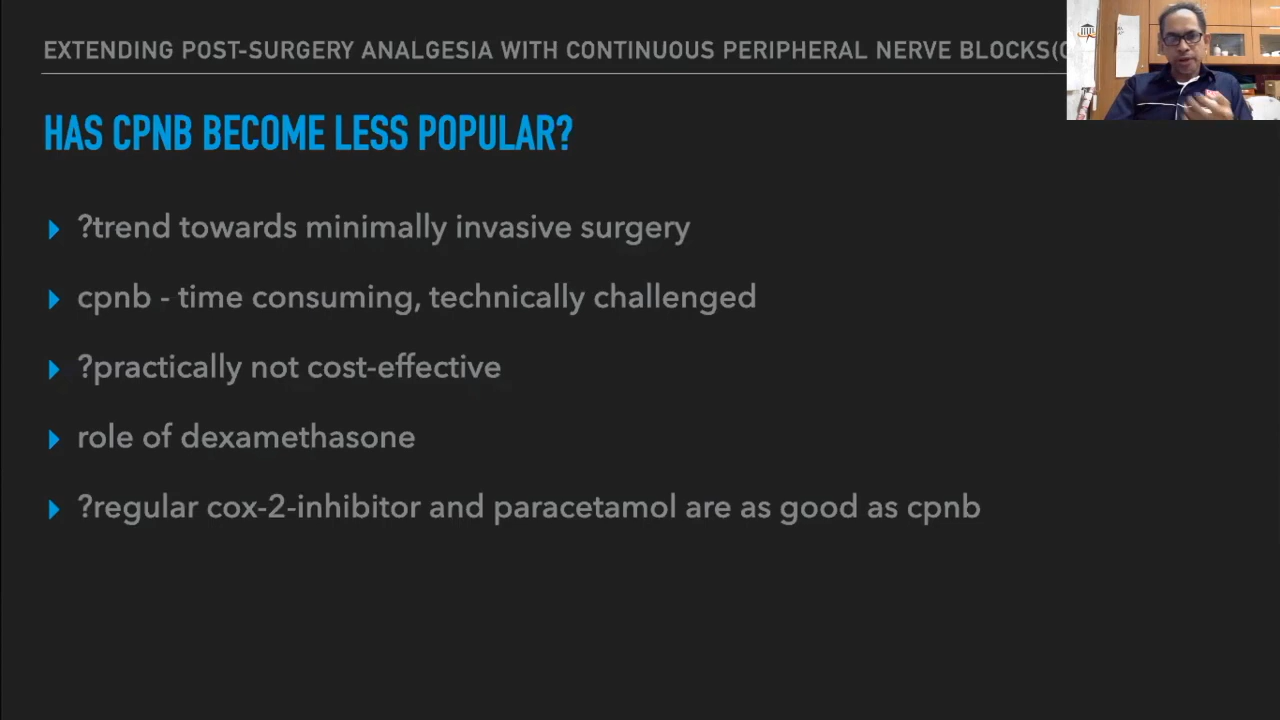 EXTENDING POST-SURGERY ANALGESIA WITH CONTINUOUS PERIPHERAL NERVE BLOCKS(
HAS CPNB BECOME LESS POPULAR?
?trend towards minimally invasive surgery
cpnb - time consuming, technically challenged
?practically not cost-effective
role of dexamethasone
?regular cox-2-inhibitor and paracetamol are as good as cpnb